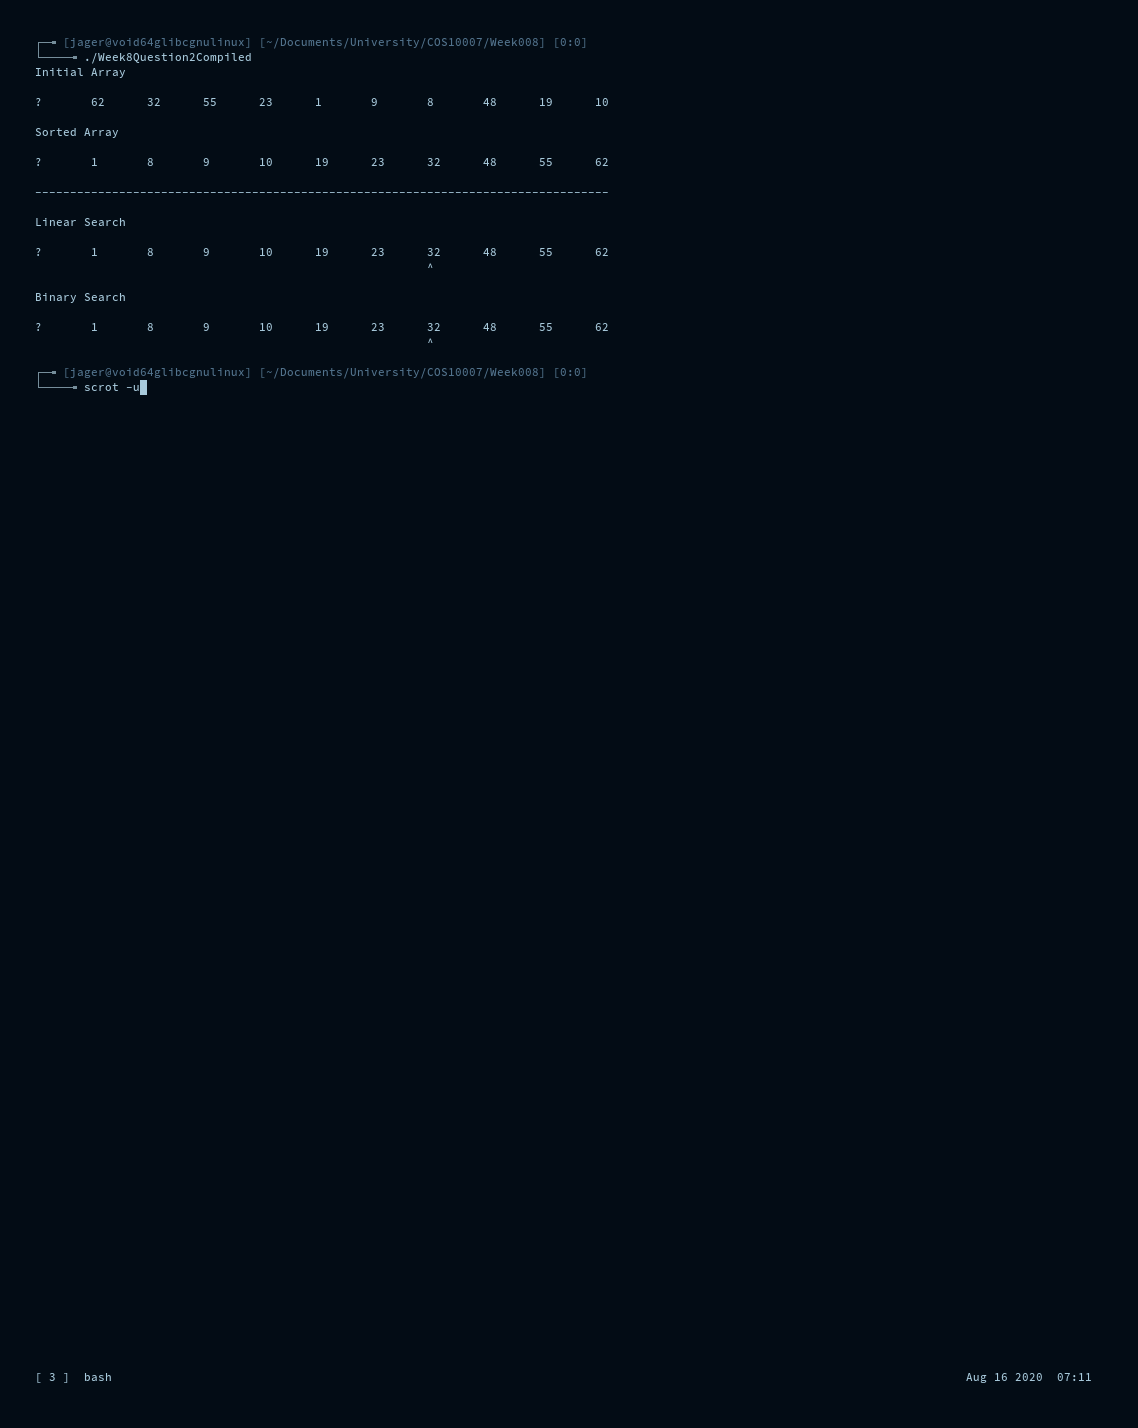 ┌─╼ [jager@void64glibcgnulinux] [~/Documents/University/COS10007/Week008] [0:0]
└────╼ ./Week8Question2Compiled
Initial Array
?       62      32      55      23      1       9       8       48      19      10
Sorted Array
?       1       8       9       10      19      23      32      48      55      62
----------------------------------------------------------------------------------
Linear Search
?       1       8       9       10      19      23      32      48      55      62
                                                        ^
Binary Search
?       1       8       9       10      19      23      32      48      55      62
                                                        ^
┌─╼ [jager@void64glibcgnulinux] [~/Documents/University/COS10007/Week008] [0:0]
└────╼ scrot -u
[ 3 ]  bash Aug 16 2020  07:11